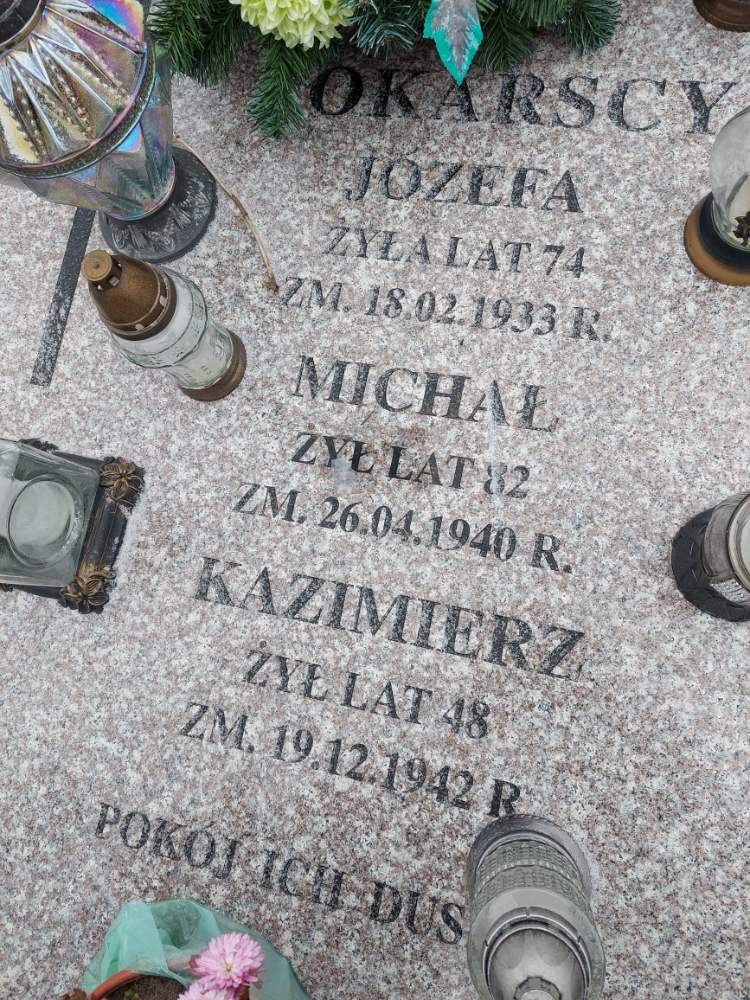 OKARSCY
JÓZEFA
ŻYŁA LAT 74
ZM. 18.02.1933 R.
MICHAŁ
ŻYŁ LAT 82
ZM. 26.04.1940 R.
KAZIMIERZ
ŻYŁ LAT 48
ZM. 19.12.1942 R.
POKÓJ ICH DUS